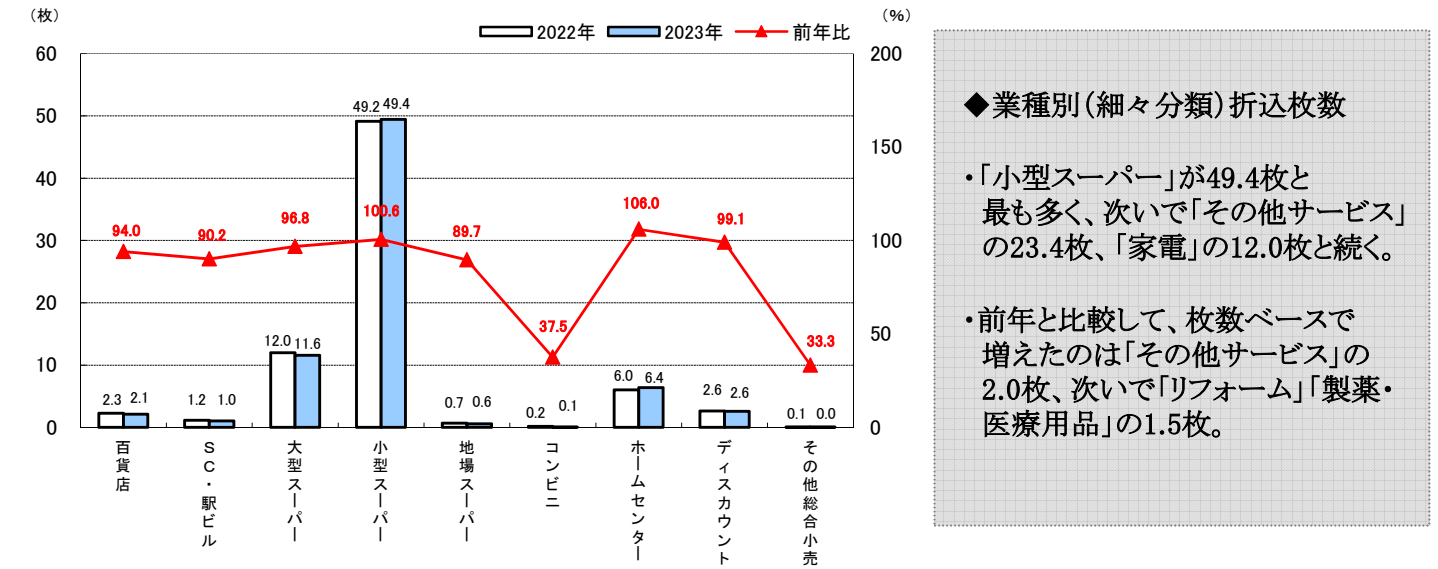 （枚）
（%）
2022年 2023年 前年比
60
50
40
30
20
10
0
200
150
100
50
0
94.0
90.2
96.8
100.6
89.7
37.5
106.0
99.1
33.3
2.3 2.1
1.2 1.0
12.0 11.6
49.2 49.4
0.7 0.6
0.2 0.1
6.0 6.4
2.6 2.6
0.1 0.0
百貨店
SC・駅ビル
大型スーパー
小型スーパー
地場スーパー
コンビニ
ホームセンター
ディスカウント
その他総合小売
◆業種別（細々分類）折込枚数
・「小型スーパー」が49.4枚と
最も多く、次いで「その他サービス」
の23.4枚、「家電」の12.0枚と続く。
・前年と比較して、枚数ベースで
増えたのは「その他サービス」の
2.0枚、次いで「リフォーム」「製薬・
医療用品」の1.5枚。